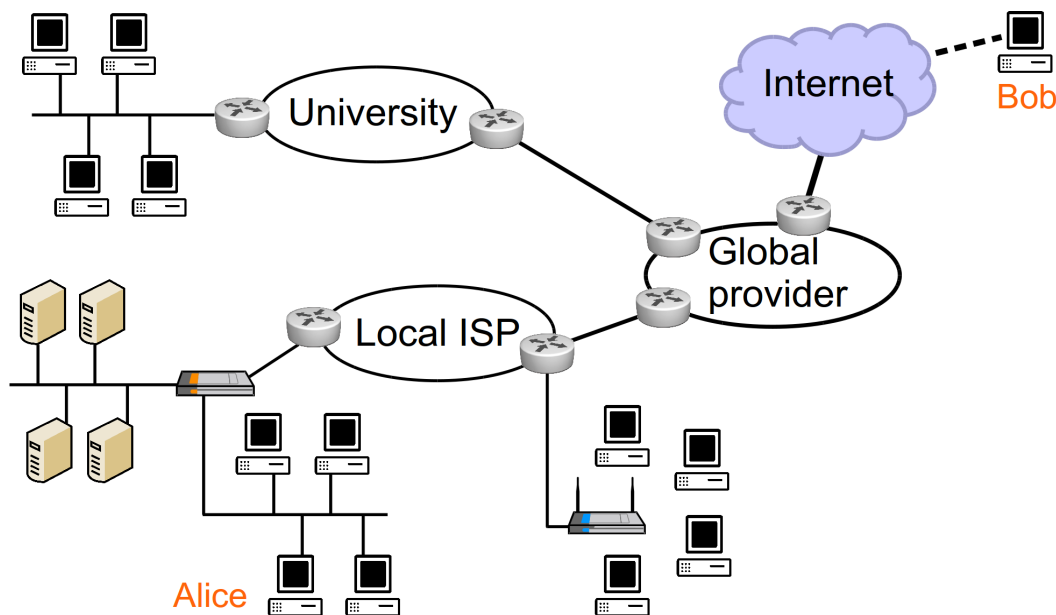 University
Internet
Bob
Global
provider
Local ISP
Alice